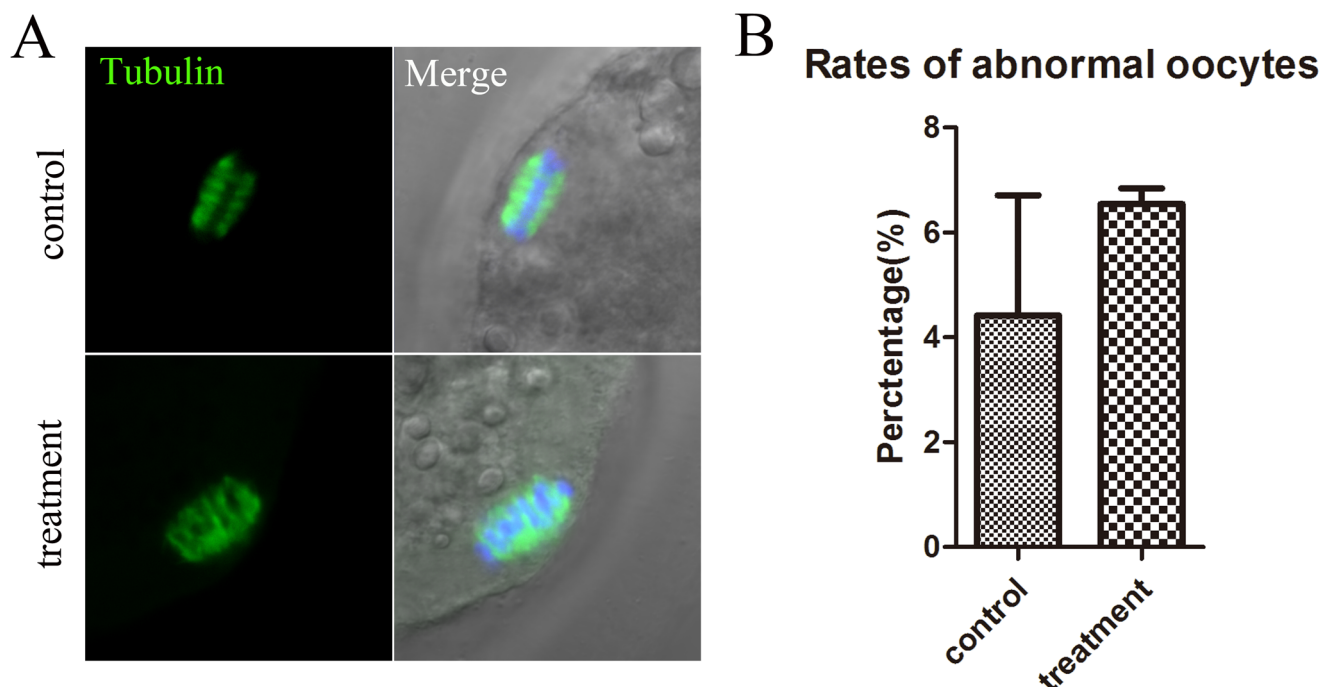 A
Tubulin
Merge
control
treatment
B
Rates of abnormal oocytes
Perctentage(%)
8
6
4
2
0
control
treatment